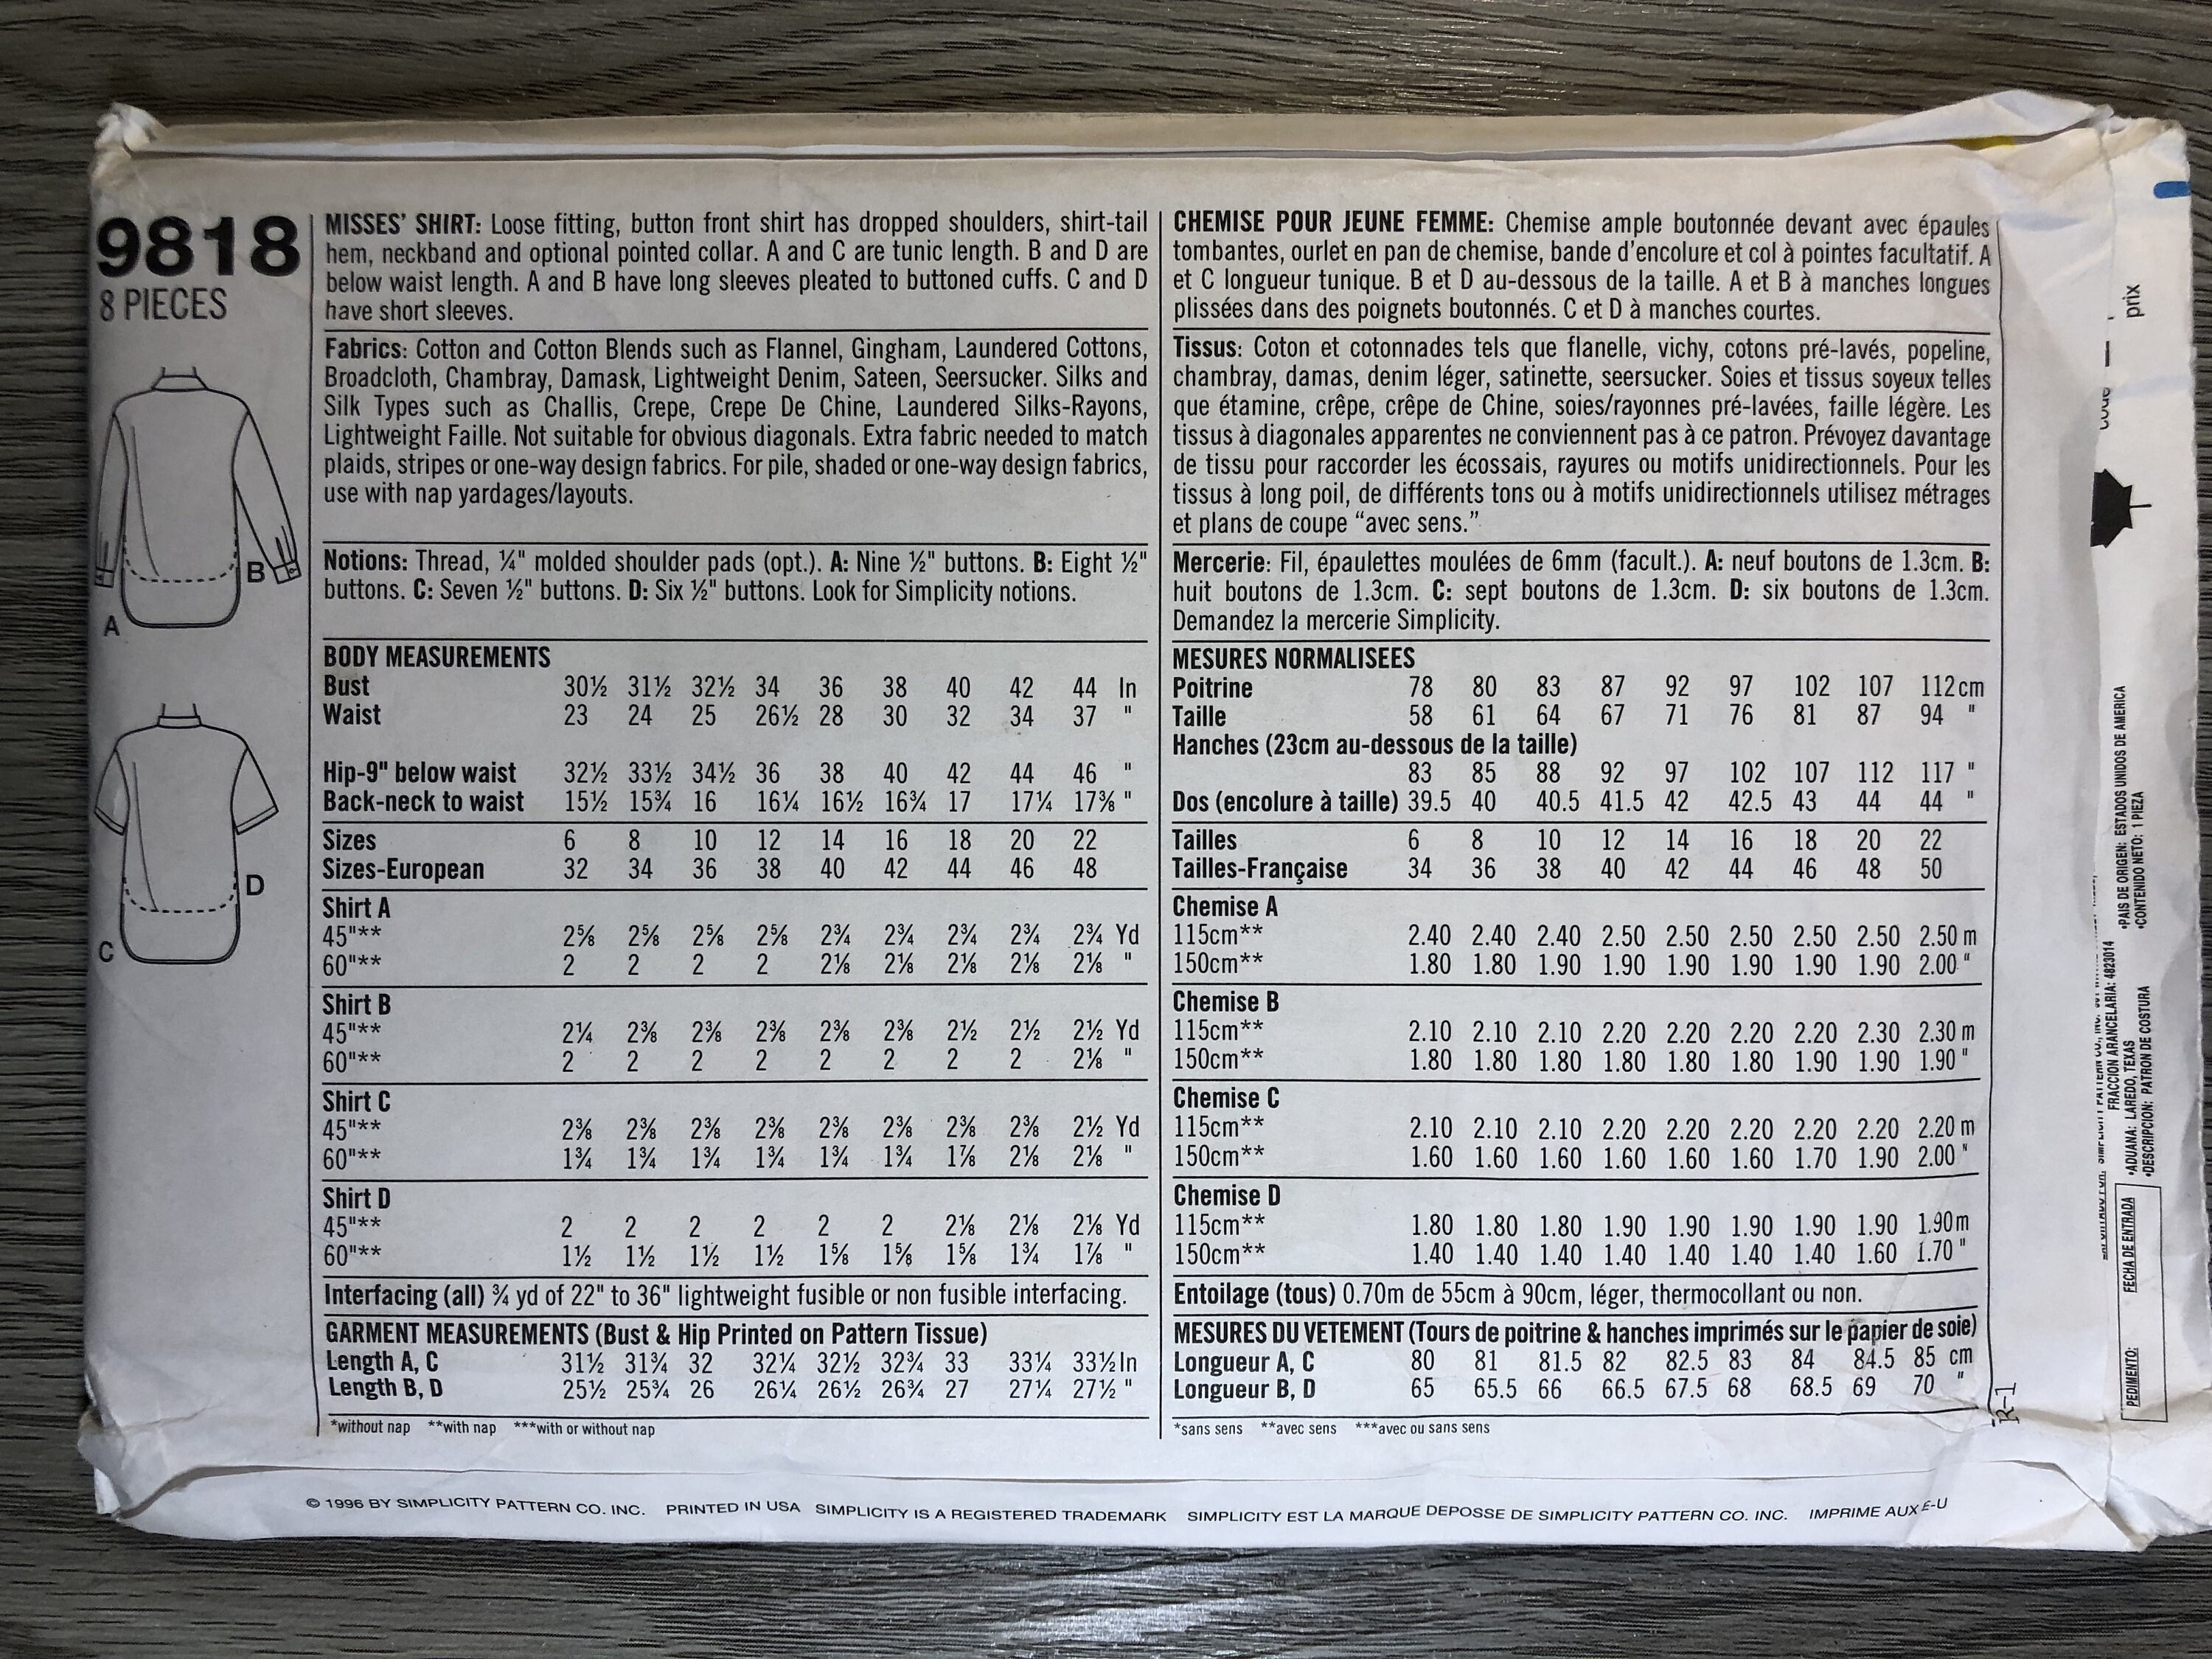 9818
8 PIECES
A
B
C
D
MISSES' SHIRT: Loose fitting, button front shirt has dropped shoulders, shirt-tail
hem, neckband and optional pointed collar. A and C are tunic length. B and D are
below waist length. A and B have long sleeves pleated to buttoned cuffs. C and D
have short sleeves.
Fabrics: Cotton and Cotton Blends such as Flannel, Gingham, Laundered Cottons,
Broadcloth, Chambray, Damask, Lightweight Denim, Sateen, Seersucker. Silks and
Silk Types such as Challis, Crepe, Crepe De Chine, Laundered Silks-Rayons,
Lightweight Faille. Not suitable for obvious diagonals. Extra fabric needed to match
plaids, stripes or one-way design fabrics. For pile, shaded or one-way design fabrics,
use with nap yardages/layouts.
Notions: Thread, ¼" molded shoulder pads (opt.). A: Nine ½" buttons. B: Eight ½"
buttons. C: Seven ½" buttons. D: Six ½" buttons. Look for Simplicity notions.
BODY MEASUREMENTS
Bust 30½ 31½ 32½ 34 36 38 40 42 44 In
Waist 23 24 25 26½ 28 30 32 34 37 "
Hip-9" below waist 32½ 33½ 34½ 36 38 40 42 44 46 "
Back-neck to waist 15½ 15¾ 16 16¼ 16½ 16¾ 17 17¼ 17⅜ "
Sizes 6 8 10 12 14 16 18 20 22
Sizes-European 32 34 36 38 40 42 44 46 48
Shirt A
45"** 2⅝ 2⅝ 2⅝ 2⅝ 2¾ 2¾ 2¾ 2¾ 2¾ Yd
60"** 2 2 2 2 2⅛ 2⅛ 2⅛ 2⅛ 2⅛ "
Shirt B
45"** 2¼ 2⅜ 2⅜ 2⅜ 2⅜ 2⅜ 2½ 2½ 2½ Yd
60"** 2 2 2 2 2 2 2 2 2⅛ "
Shirt C
45"** 2⅜ 2⅜ 2⅜ 2⅜ 2⅜ 2⅜ 2⅜ 2⅜ 2½ Yd
60"** 1¾ 1¾ 1¾ 1¾ 1¾ 1¾ 1⅞ 2⅛ 2⅛ "
Shirt D
45"** 2 2 2 2 2 2 2⅛ 2⅛ 2⅛ Yd
60"** 1½ 1½ 1½ 1½ 1⅝ 1⅝ 1⅝ 1¾ 1⅞ "
Interfacing (all) ¾ yd of 22" to 36" lightweight fusible or non fusible interfacing.
GARMENT MEASUREMENTS (Bust & Hip Printed on Pattern Tissue)
Length A, C 31½ 31¾ 32 32¼ 32½ 32¾ 33 33¼ 33½ In
Length B, D 25½ 25¾ 26 26¼ 26½ 26¾ 27 27¼ 27½ "
*without nap **with nap ***with or without nap
CHEMISE POUR JEUNE FEMME: Chemise ample boutonnée devant avec épaules
tombantes, ourlet en pan de chemise, bande d'encolure et col à pointes facultatif. A
et C longueur tunique. B et D au-dessous de la taille. A et B à manches longues
plissées dans des poignets boutonnés. C et D à manches courtes.
Tissus: Coton et cotonnades tels que flanelle, vichy, cotons pré-lavés, popeline,
chambray, damas, denim léger, satinette, seersucker. Soies et tissus soyeux telles
que étamine, crêpe, crêpe de Chine, soies/rayonnes pré-lavées, faille légère. Les
tissus à diagonales apparentes ne conviennent pas à ce patron. Prévoyez davantage
de tissu pour raccorder les écossais, rayures ou motifs unidirectionnels. Pour les
tissus à long poil, de différents tons ou à motifs unidirectionnels utilisez métrages
et plans de coupe "avec sens."
Mercerie: Fil, épaulettes moulées de 6mm (facult.). A: neuf boutons de 1.3cm. B:
huit boutons de 1.3cm. C: sept boutons de 1.3cm. D: six boutons de 1.3cm.
Demandez la mercerie Simplicity.
MESURES NORMALISEES
Poitrine 78 80 83 87 92 97 102 107 112 cm
Taille 58 61 64 67 71 76 81 87 94 "
Hanches (23cm au-dessous de la taille)
83 85 88 92 97 102 107 112 117 "
Dos (encolure à taille) 39.5 40 40.5 41.5 42 42.5 43 44 44 "
Tailles 6 8 10 12 14 16 18 20 22
Tailles-Française 34 36 38 40 42 44 46 48 50
Chemise A
115cm** 2.40 2.40 2.40 2.50 2.50 2.50 2.50 2.50 2.50 m
150cm** 1.80 1.80 1.90 1.90 1.90 1.90 1.90 1.90 2.00 "
Chemise B
115cm** 2.10 2.10 2.10 2.20 2.20 2.20 2.20 2.30 2.30 m
150cm** 1.80 1.80 1.80 1.80 1.80 1.80 1.90 1.90 1.90 "
Chemise C
115cm** 2.10 2.10 2.10 2.20 2.20 2.20 2.20 2.20 2.20 m
150cm** 1.60 1.60 1.60 1.60 1.60 1.60 1.70 1.90 2.00 "
Chemise D
115cm** 1.80 1.80 1.80 1.90 1.90 1.90 1.90 1.90 1.90 m
150cm** 1.40 1.40 1.40 1.40 1.40 1.40 1.40 1.60 1.70 "
Entoilage (tous) 0.70m de 55cm à 90cm, léger, thermocollant ou non.
MESURES DU VETEMENT (Tours de poitrine & hanches imprimés sur le papier de soie)
Longueur A, C 80 81 81.5 82 82.5 83 84 84.5 85 cm
Longueur B, D 65 65.5 66 66.5 67.5 68 68.5 69 70 "
*sans sens **avec sens ***avec ou sans sens
R-1
prix
FRACCION ARANCELARIA: 4823014
•PAIS DE ORIGEN: ESTADOS UNIDOS DE AMERICA
•CONTENIDO NETO: 1 PIEZA
•ADUANA: LAREDO, TEXAS
•DESCRIPCION: PATRON DE COSTURA
PEDIMENTO: FECHA DE ENTRADA
© 1996 BY SIMPLICITY PATTERN CO. INC. PRINTED IN USA SIMPLICITY IS A REGISTERED TRADEMARK SIMPLICITY EST LA MARQUE DEPOSSE DE SIMPLICITY PATTERN CO. INC. IMPRIME AUX E-U